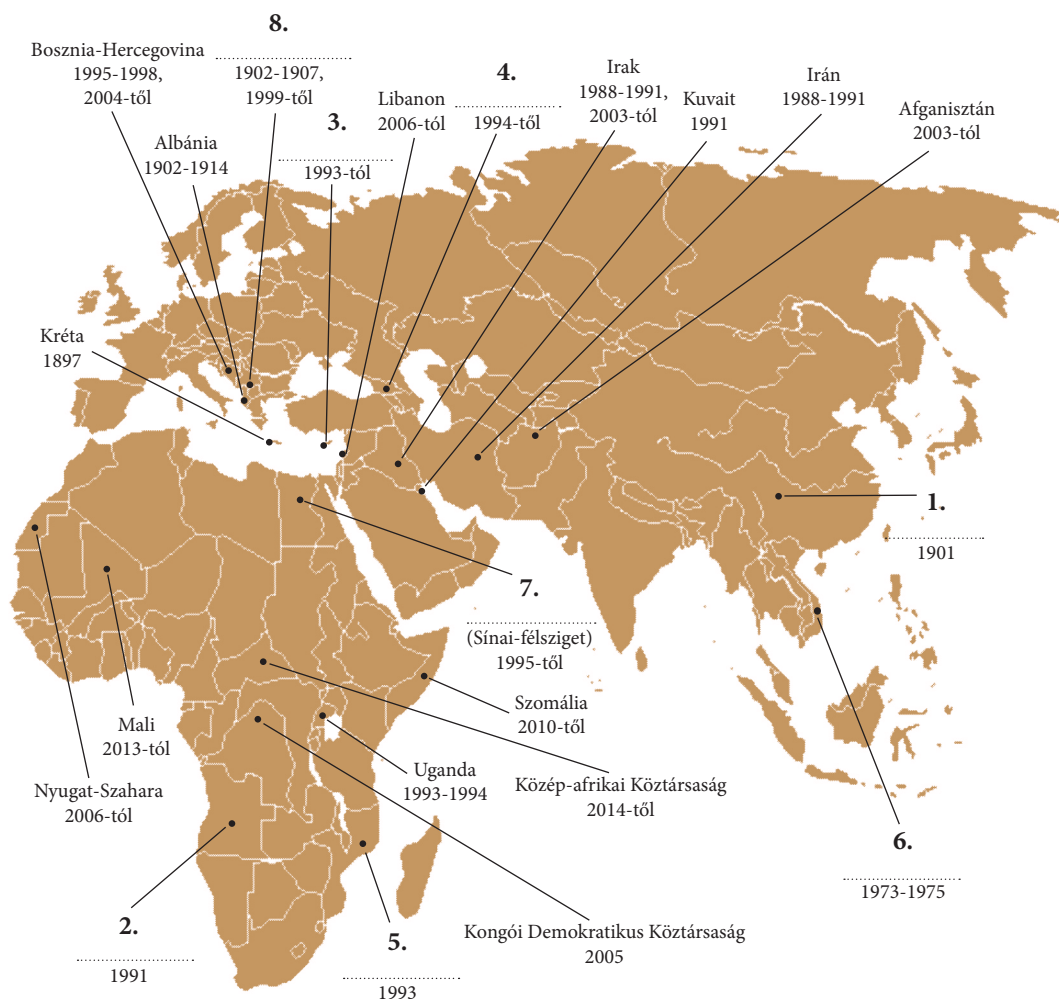 8.
Bosznia-Hercegovina
1995-1998,
2004-től
1902-1907,
1999-től
3.
1993-tól
Albánia
1902-1914
Libanon
2006-tól
4.
1994-től
Irak
1988-1991,
2003-tól
Kuvait
1991
Irán
1988-1991
Afganisztán
2003-tól
Kréta
1897
1.
1901
7.
(Sínai-félsziget)
1995-től
Szomália
2010-től
Mali
2013-tól
Nyugat-Szahara
2006-tól
Uganda
1993-1994
Közép-afrikai Köztársaság
2014-től
6.
1973-1975
2.
1991
5.
1993
Kongói Demokratikus Köztársaság
2005